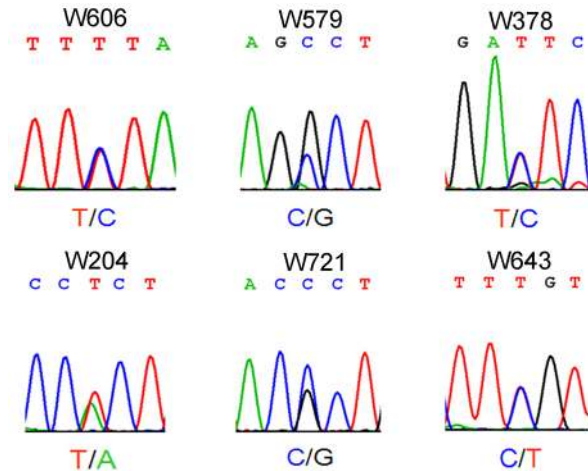 W606
T T T T A
T/C
W579
A G C C T
C/G
W378
G A T T C
T/C
W204
C C T C T
T/A
W721
A C C C T
C/G
W643
T T T G T
C/T